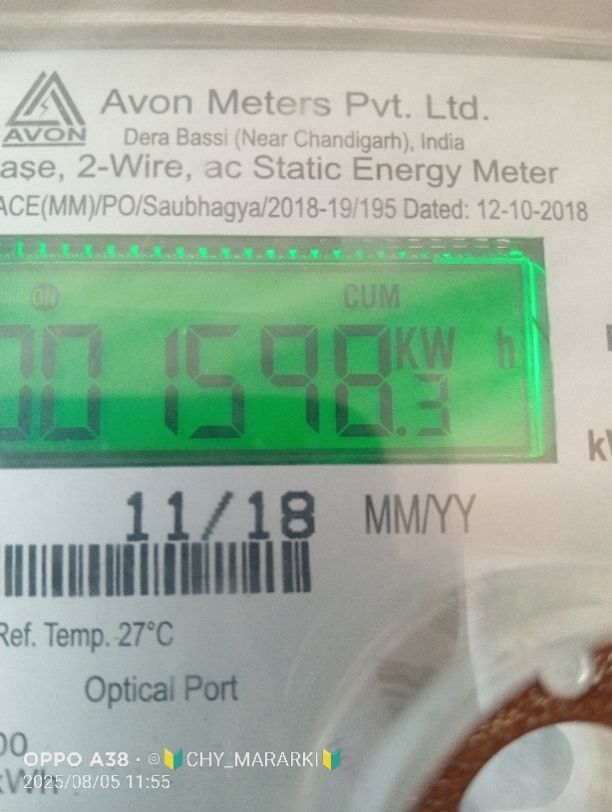 Avon Meters Pvt. Ltd.
AVON
Dera Bassi (Near Chandigarh), India
ase, 2-Wire, ac Static Energy Meter
ACE(MM)/PO/Saubhagya/2018-19/195 Dated: 12-10-2018
ON
CUM
001598.3 KW h
11/18 MM/YY
Ref. Temp. 27°C
Optical Port
OPPO A38 · ©🔰CHY_MARARKI🔰
2025/08/05 11:55